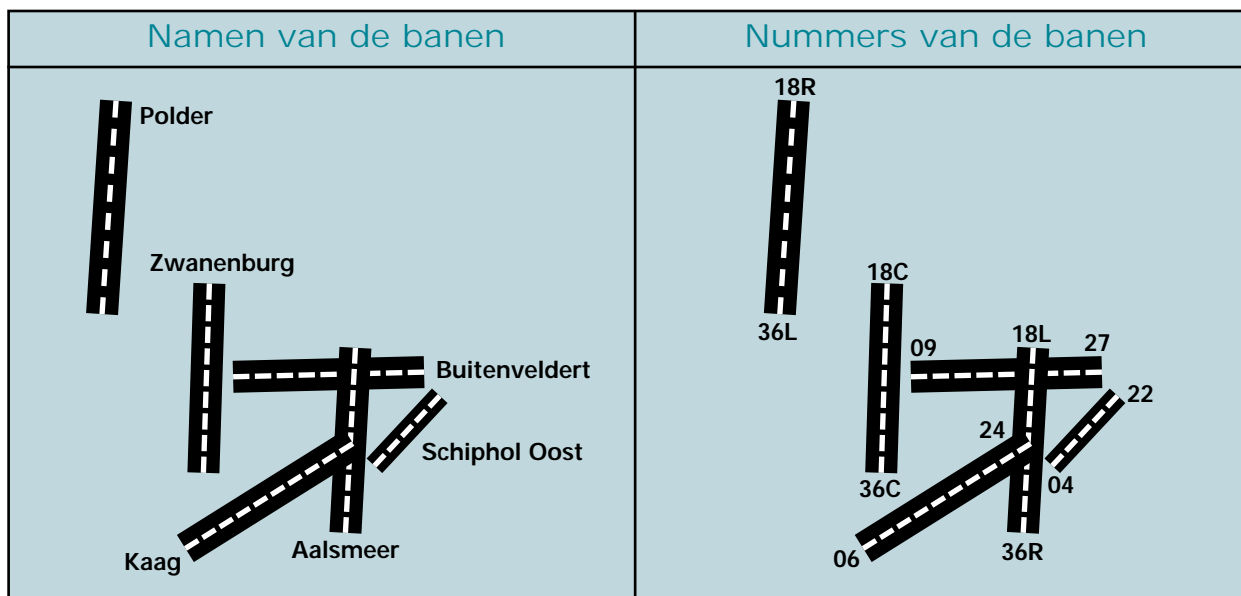 Namen van de banen
Polder
Zwanenburg
Buitenveldert
Schiphol Oost
Aalsmeer
Kaag
Nummers van de banen
18R
36L
18C
18L
09
27
22
24
04
36C
36R
06